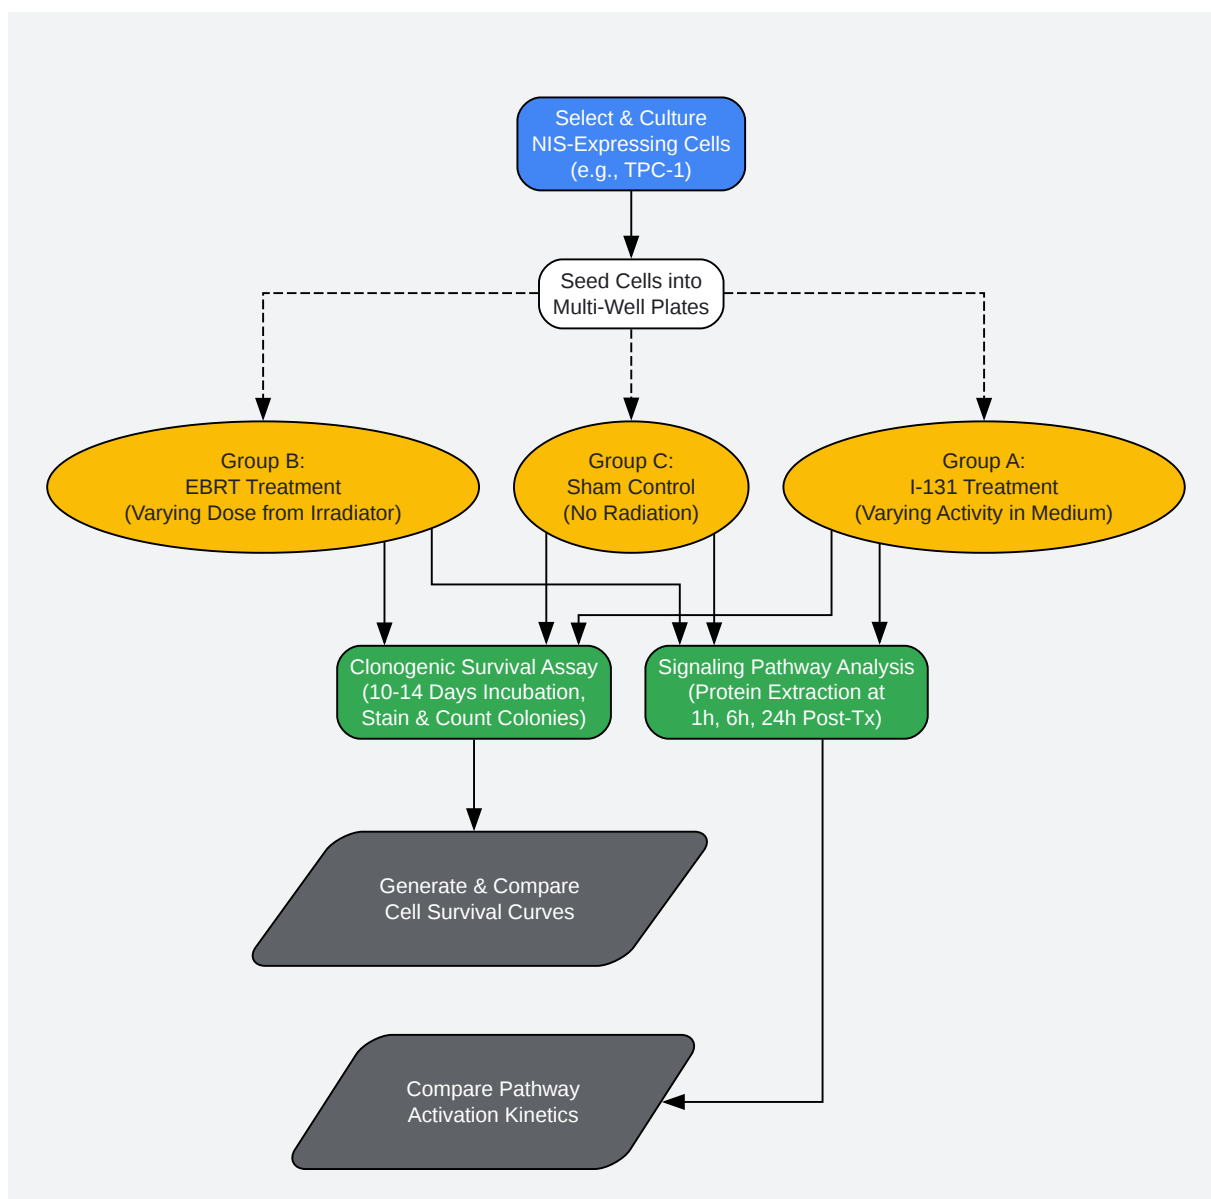 Select & Culture
NIS-Expressing Cells
(e.g., TPC-1)
Seed Cells into
Multi-Well Plates
Group B:
EBRT Treatment
(Varying Dose from Irradiator)
Group C:
Sham Control
(No Radiation)
Group A:
I-131 Treatment
(Varying Activity in Medium)
Clonogenic Survival Assay
(10-14 Days Incubation,
Stain & Count Colonies)
Signaling Pathway Analysis
(Protein Extraction at
1h, 6h, 24h Post-Tx)
Generate & Compare
Cell Survival Curves
Compare Pathway
Activation Kinetics